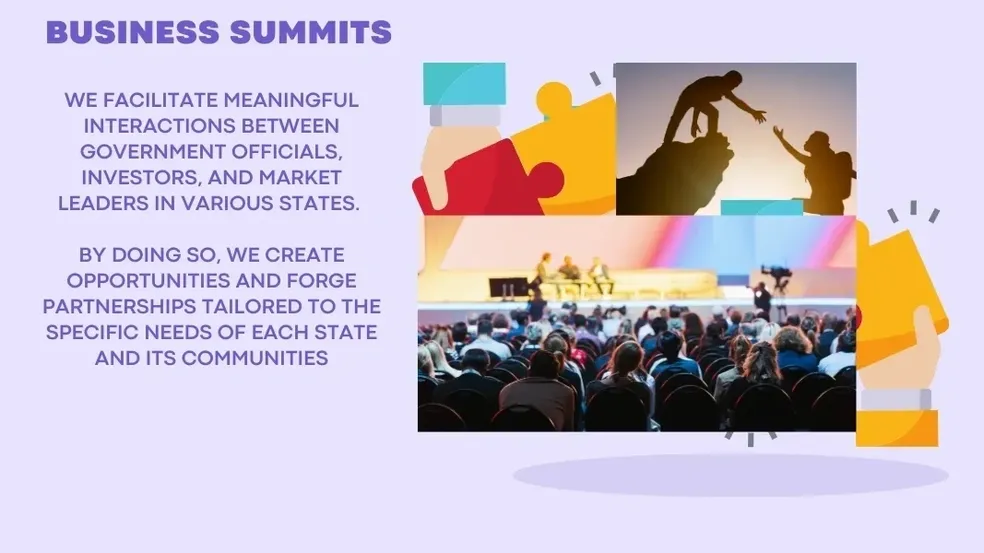 BUSINESS SUMMITS
WE FACILITATE MEANINGFUL
INTERACTIONS BETWEEN
GOVERNMENT OFFICIALS,
INVESTORS, AND MARKET
LEADERS IN VARIOUS STATES.
BY DOING SO, WE CREATE
OPPORTUNITIES AND FORGE
PARTNERSHIPS TAILORED TO THE
SPECIFIC NEEDS OF EACH STATE
AND ITS COMMUNITIES